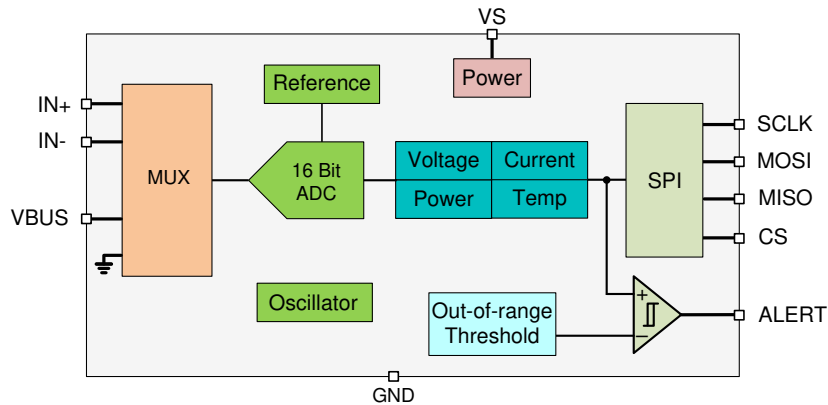 VS
Power
Reference
IN+
IN-
VBUS
MUX
16 Bit
ADC
Voltage
Current
Power
Temp
SPI
SCLK
MOSI
MISO
CS
Oscillator
Out-of-range
Threshold
+
−
ALERT
GND